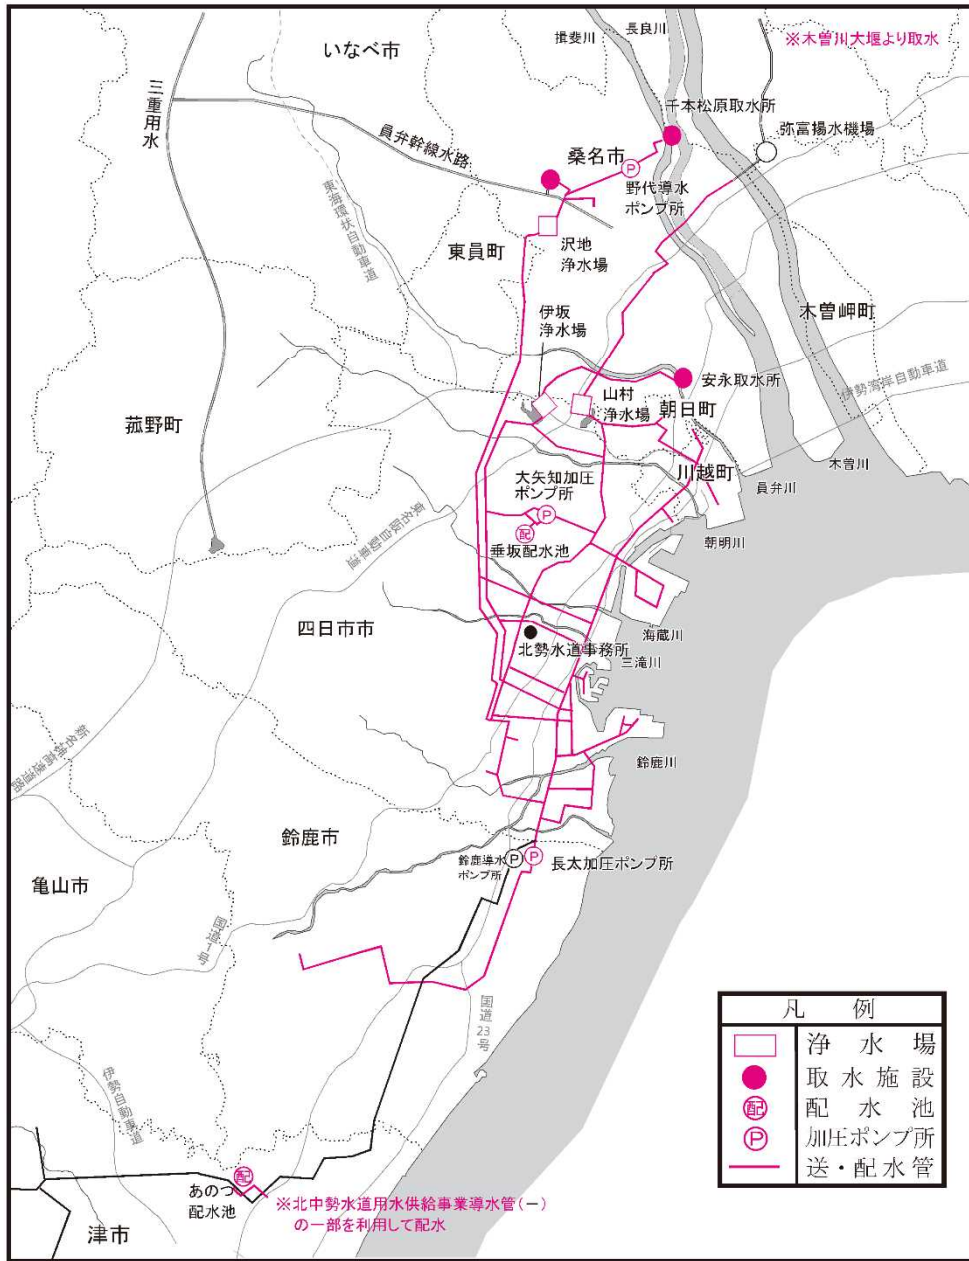 ※木曽川大堰より取水
長良川
揖斐川
いなべ市
三重用水
千本松原取水所
弥富揚水機場
員弁幹線水路
桑名市
P
野代導水
ポンプ所
東海環状自動車道
東員町
沢地
浄水場
木曽岬町
伊坂
浄水場
安永取水所
伊勢湾岸自動車道
山村
浄水場
朝日町
菰野町
川越町
木曽川
員弁川
大矢知加圧
ポンプ所
P
配
垂坂配水池
朝明川
東名阪自動車道
四日市市
海蔵川
北勢水道事務所
三滝川
新名神高速道路
鈴鹿川
鈴鹿市
鈴鹿導水
ポンプ所
P
P
長太加圧ポンプ所
亀山市
国道1号
国道23号
伊勢自動車道
配
あのつ
配水池
※北中勢水道用水供給事業導水管(ー)
の一部を利用して配水
津市
凡例
浄水場
取水施設
配 配水池
P 加圧ポンプ所
送・配水管